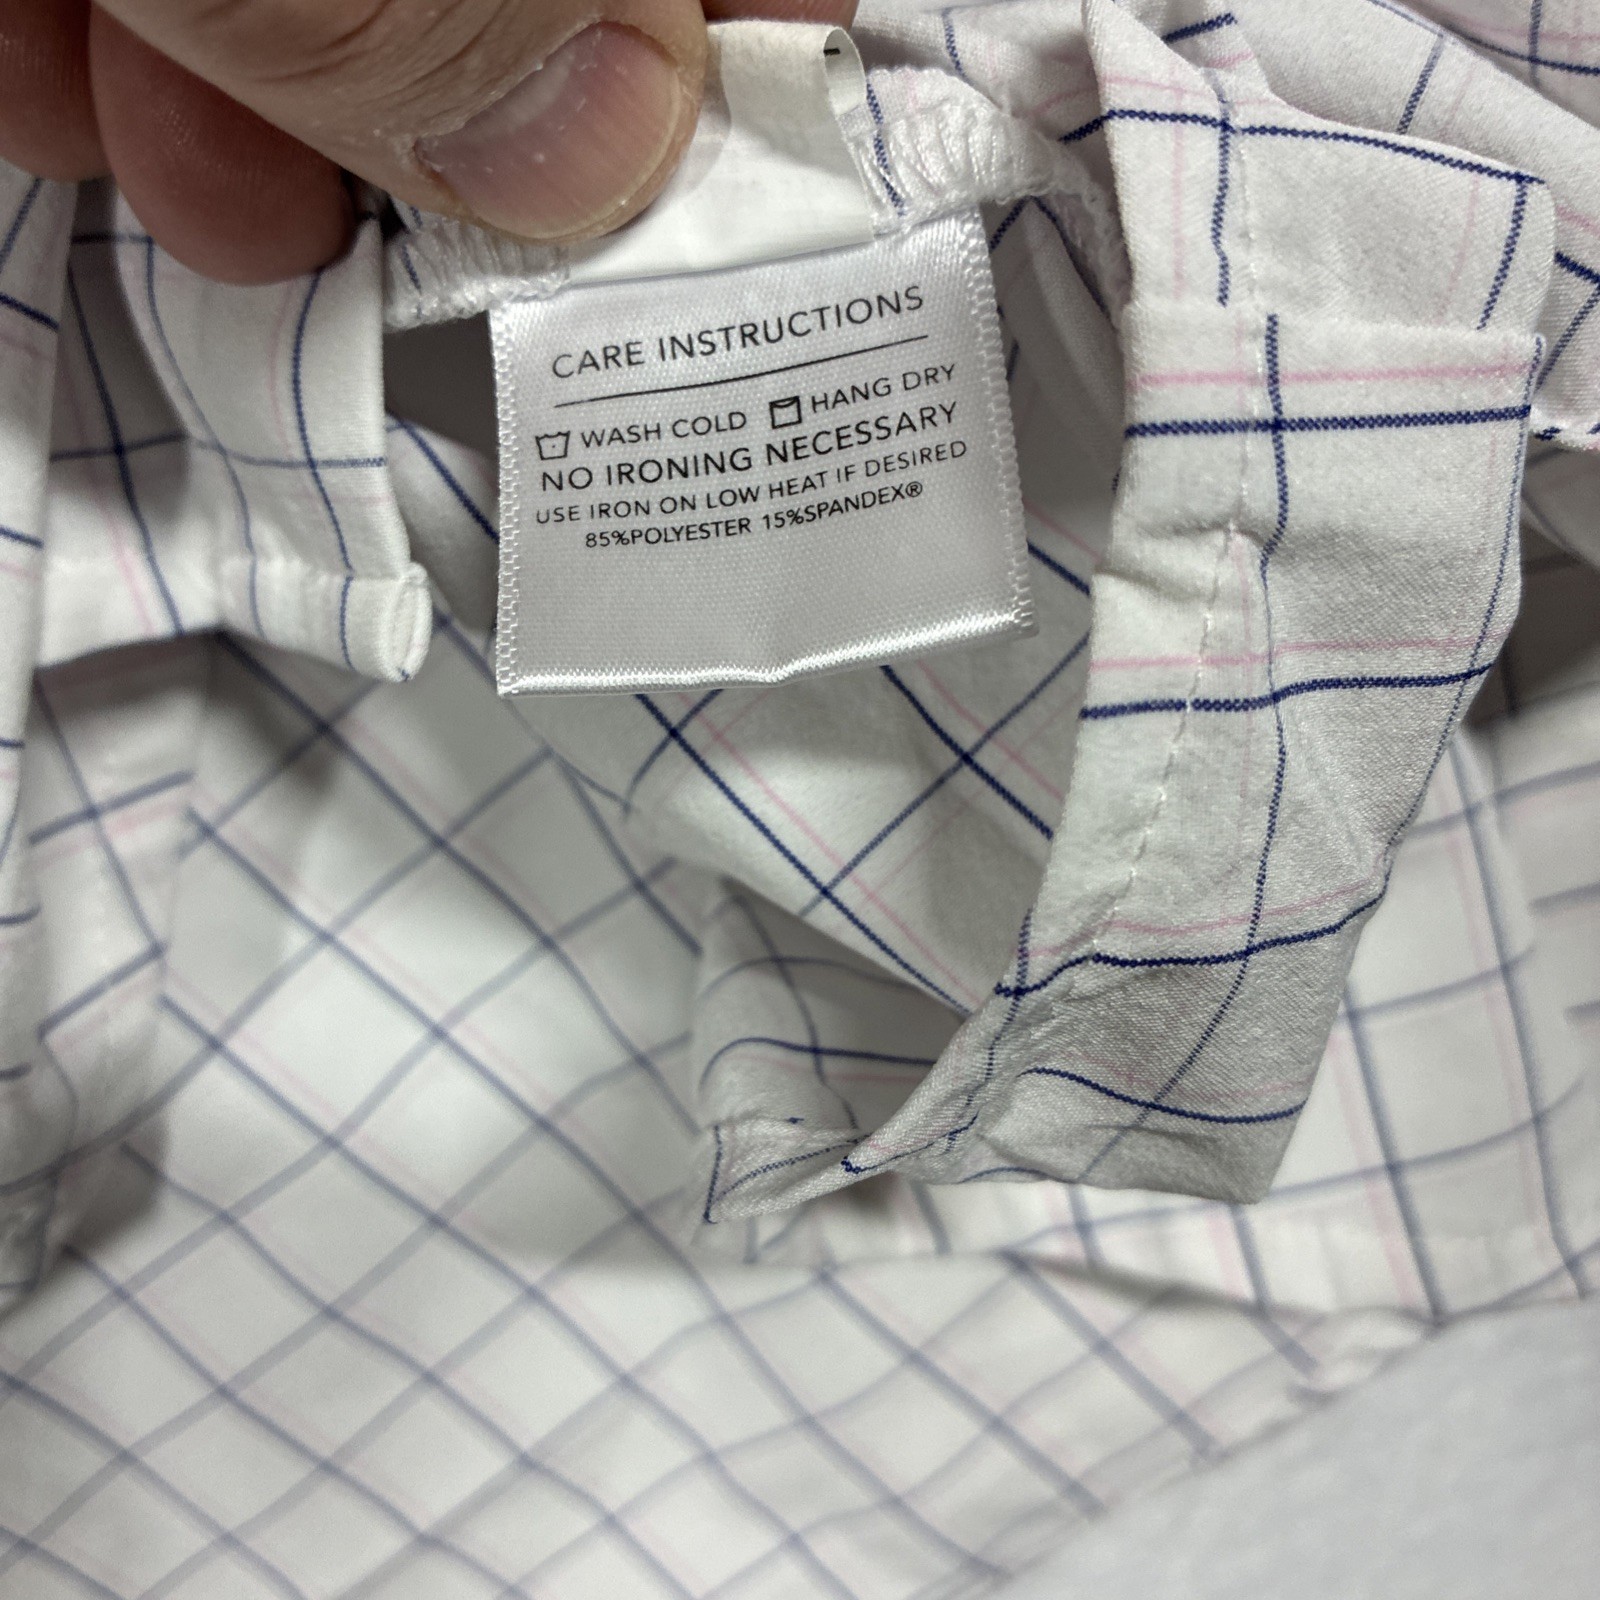 CARE INSTRUCTIONS
WASH COLD HANG DRY
NO IRONING NECESSARY
USE IRON ON LOW HEAT IF DESIRED
85%POLYESTER 15%SPANDEX®